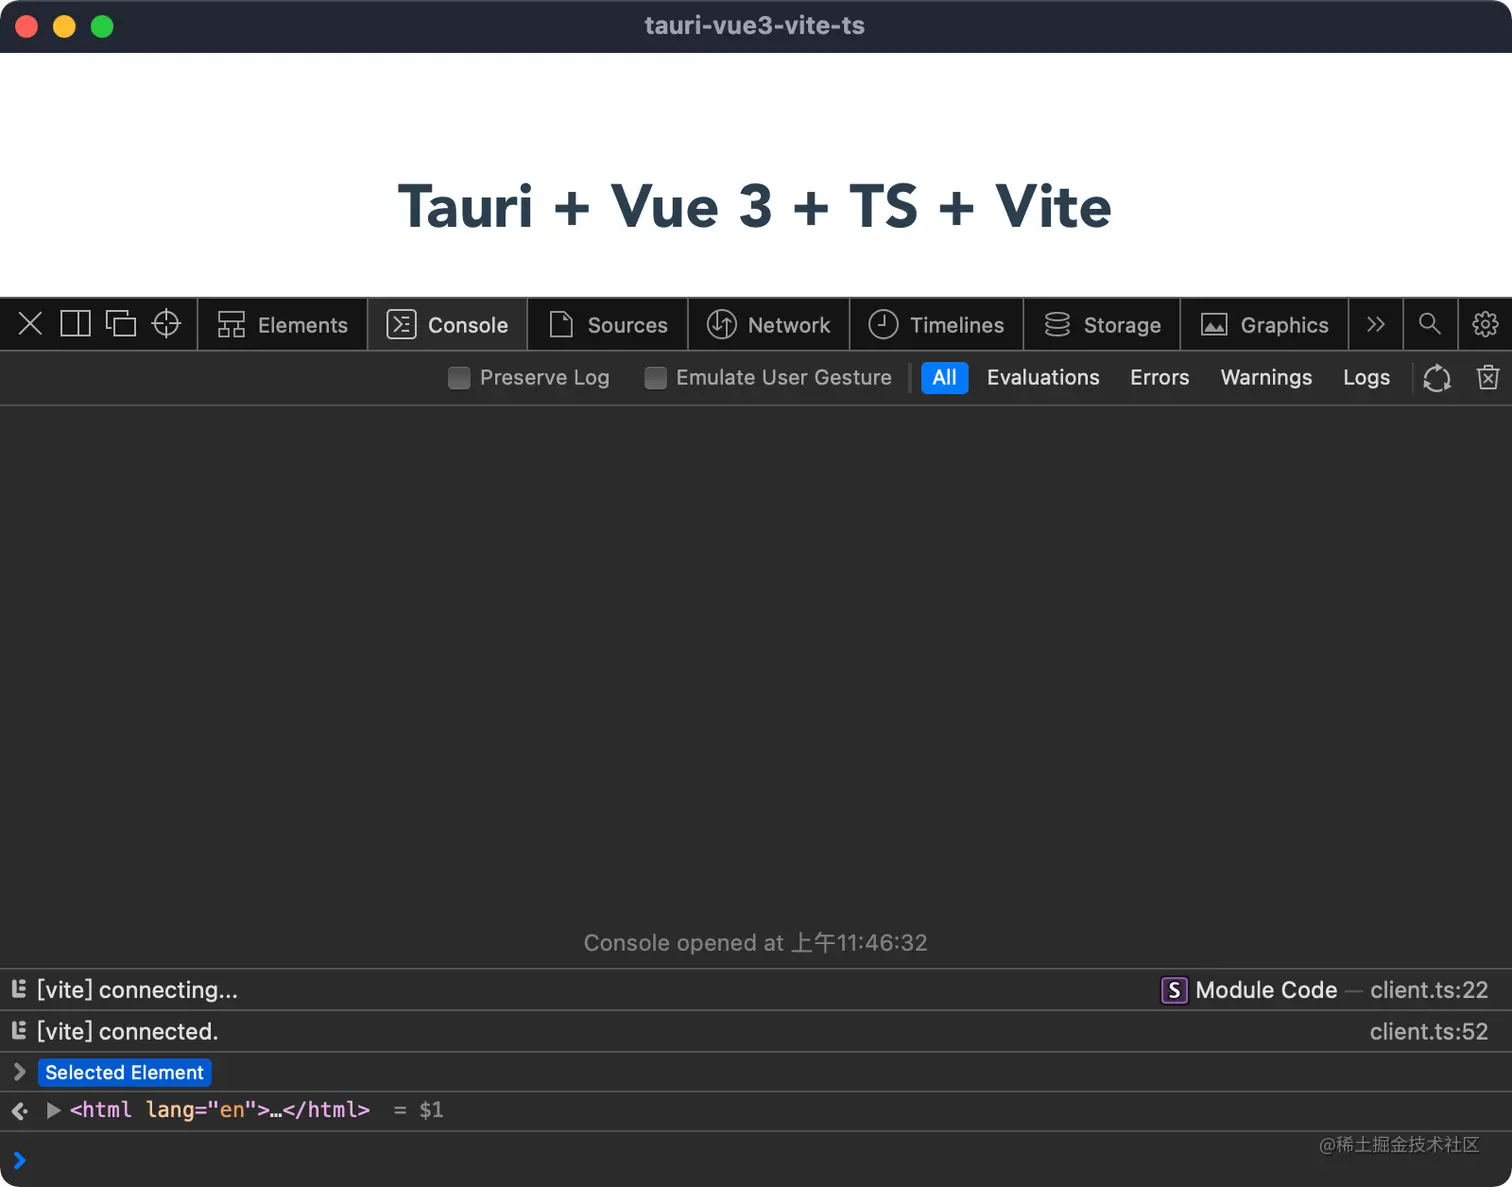 tauri-vue3-vite-ts
Tauri + Vue 3 + TS + Vite
Elements Console Sources Network Timelines Storage Graphics
Preserve Log Emulate User Gesture All Evaluations Errors Warnings Logs
Console opened at 上午11:46:32
[vite] connecting... S Module Code — client.ts:22
[vite] connected. client.ts:52
Selected Element
<html lang="en">…</html> = $1
@稀土掘金技术社区